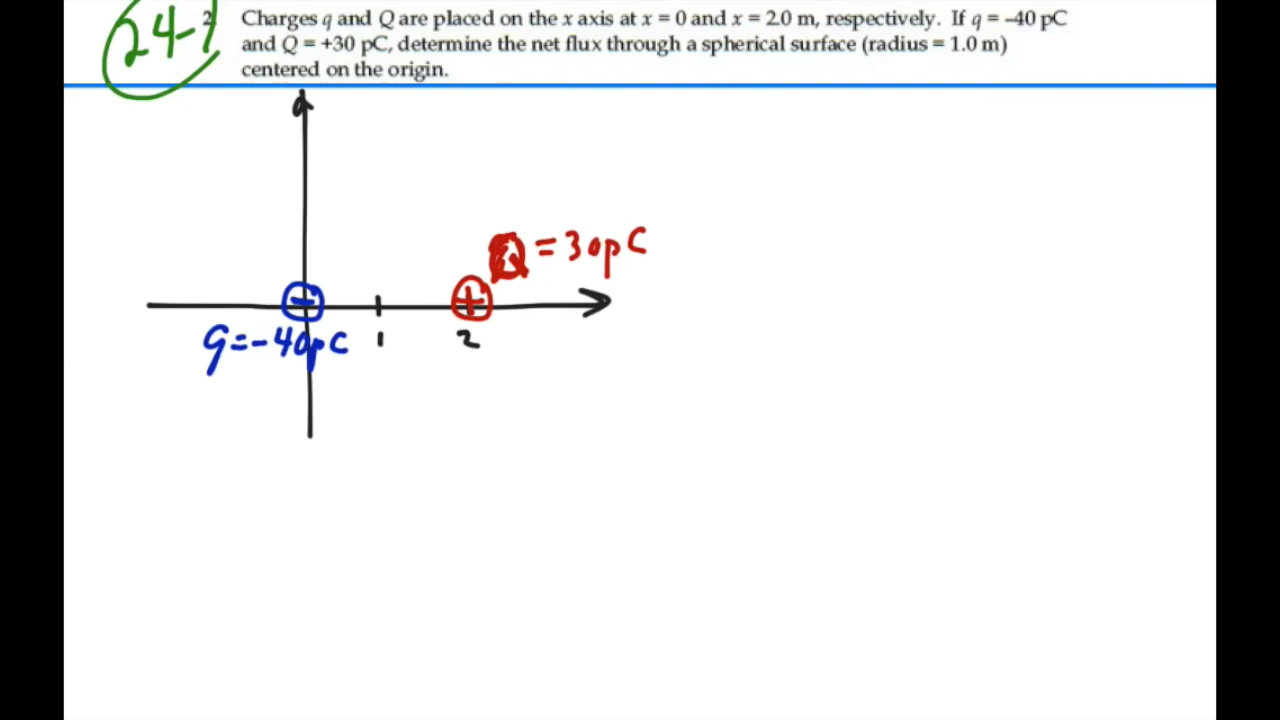 24-1
2. Charges q and Q are placed on the x axis at x = 0 and x = 2.0 m, respectively. If q = –40 pC
and Q = +30 pC, determine the net flux through a spherical surface (radius = 1.0 m)
centered on the origin.
Q = 30pC
q=-40pC
1
2